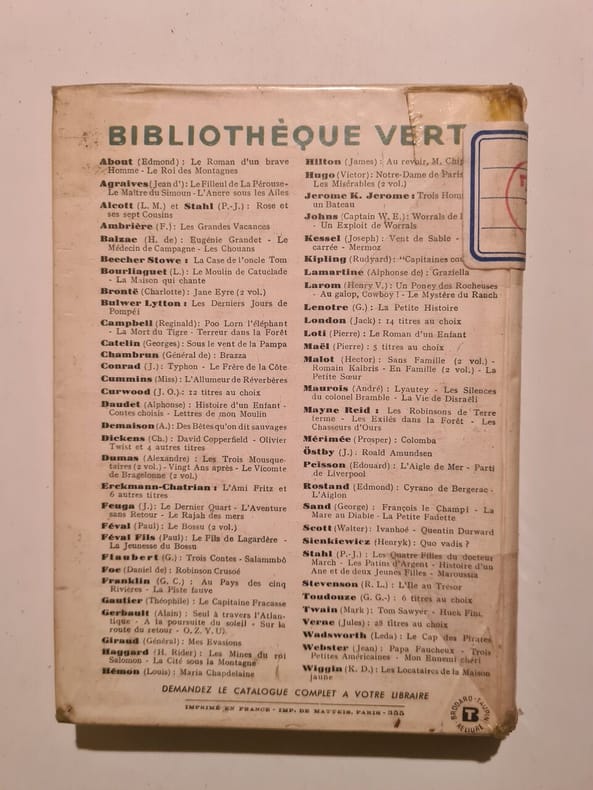 BIBLIOTHÈQUE VERT
About (Edmond) : Le Roman d'un brave
Homme - Le Roi des Montagnes
Agraives (Jean d') : Le Filleul de La Pérouse -
Le Maître du Simoun - L'Ancre sous les Ailes
Alcott (L. M.) et Stahl (P.-J.) : Rose et
ses sept Cousins
Ambrière (F.) : Les Grandes Vacances
Balzac (H. de) : Eugénie Grandet - Le
Médecin de Campagne - Les Chouans
Beecher Stowe : La Case de l'oncle Tom
Bourliaguet (L.) : Le Moulin de Catuclade
- La Maison qui chante
Brontë (Charlotte) : Jane Eyre (2 vol.)
Bulwer Lytton : Les Derniers Jours de
Pompéi
Campbell (Reginald) : Poo Lorn l'éléphant
- La Mort du Tigre - Terreur dans la Forêt
Catelin (Georges) : Sous le vent de la Pampa
Chambrun (Général de) : Brazza
Conrad (J.) : Typhon - Le Frère de la Côte
Cummins (Miss) : L'Allumeur de Réverbères
Curwood (J. O.) : 12 titres au choix
Daudet (Alphonse) : Histoire d'un Enfant -
Contes choisis - Lettres de mon Moulin
Demaison (A.) : Des Bêtes qu'on dit sauvages
Dickens (Ch.) : David Copperfield - Olivier
Twist et 4 autres titres
Dumas (Alexandre) : Les Trois Mousque-
taires (2 vol.) - Vingt Ans après - Le Vicomte
de Bragelonne (2 vol.)
Erckmann-Chatrian : L'Ami Fritz et
6 autres titres
Feuga (J.) : Le Dernier Quart - L'Aventure
sans Retour - Le Rajah des mers
Féval (Paul) : Le Bossu (2 vol.)
Féval Fils (Paul) : Le Fils de Lagardère -
La Jeunesse du Bossu
Flaubert (G.) : Trois Contes - Salammbô
Foe (Daniel de) : Robinson Crusoé
Franklin (G. C.) : Au Pays des cinq
Rivières - La Piste fauve
Gautier (Théophile) : Le Capitaine Fracasse
Gerbault (Alain) : Seul à travers l'Atlan-
tique - A la poursuite du soleil - Sur la
route du retour - O. Z. Y. U.
Giraud (Général) : Mes Evasions
Haggard (H. Rider) : Les Mines du roi
Salomon - La Cité sous la Montagne
Hémon (Louis) : Maria Chapdelaine
Hilton (James) : Au revoir, M. Chip
Hugo (Victor) : Notre-Dame de Paris
Les Misérables (2 vol.)
Jerome K. Jerome : Trois Hom
un Bateau
Johns (Captain W. E.) : Worrals de l
- Un Exploit de Worrals
Kessel (Joseph) : Vent de Sable -
carrée - Mermoz
Kipling (Rudyard) : "Capitaines cou
Lamartine (Alphonse de) : Graziella
Larom (Henry V.) : Un Poney des Rocheuses
- Au galop, Cowboy ! - Le Mystère du Ranch
Lenotre (G.) : La Petite Histoire
London (Jack) : 14 titres au choix
Loti (Pierre) : Le Roman d'un Enfant
Maël (Pierre) : 5 titres au choix
Malot (Hector) : Sans Famille (2 vol.) -
Romain Kalbris - En Famille (2 vol.) - La
Petite Sœur
Maurois (André) : Lyautey - Les Silences
du colonel Bramble - La Vie de Disraëli
Mayne Reid : Les Robinsons de Terre
ferme - Les Exilés dans la Forêt - Les
Chasseurs d'Ours
Mérimée (Prosper) : Colomba
Östby (J.) : Roald Amundsen
Peisson (Edouard) : L'Aigle de Mer - Parti
de Liverpool
Rostand (Edmond) : Cyrano de Bergerac -
L'Aiglon
Sand (George) : François le Champi - La
Mare au Diable - La Petite Fadette
Scott (Walter) : Ivanhoé - Quentin Durward
Sienkiewicz (Henryk) : Quo vadis ?
Stahl (P.-J.) : Les Quatre Filles du docteur
March - Les Patins d'Argent - Histoire d'un
Ane et de deux Jeunes Filles - Maroussia
Stevenson (R. L.) : L'Ile au Trésor
Toudouze (G. G.) : 6 titres au choix
Twain (Mark) : Tom Sawyer - Huck Finn
Verne (Jules) : 28 titres au choix
Wadsworth (Leda) : Le Cap des Pirates
Webster (Jean) : Papa Faucheux - Trois
Petites Américaines - Mon Ennemi chéri
Wiggin (K. D.) : Les Locataires de la Maison
jaune
DEMANDEZ LE CATALOGUE COMPLET A VOTRE LIBRAIRE
IMPRIMÉ EN FRANCE - IMP. DE MATTEIS, PARIS - 355
BRODARD-TAUPIN
RELIURE